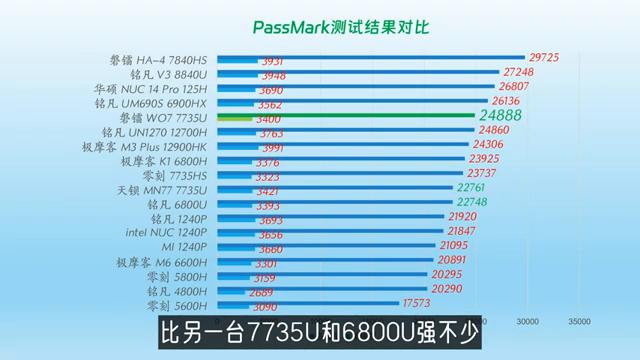 PassMark测试结果对比
磐镭 HA-4 7840HS 3931 29725
铭凡 V3 8840U 3948 27248
华硕 NUC 14 Pro 125H 3690 26807
铭凡 UM690S 6900HX 3562 26136
磐镭 WO7 7735U 3400 24888
铭凡 UN1270 12700H 3763 24860
极摩客 M3 Plus 12900HK 3991 24306
极摩客 K1 6800H 3376 23925
零刻 7735HS 3323 23737
天钡 MN77 7735U 3421 22761
铭凡 6800U 3393 22748
铭凡 1240P 3693 21920
intel NUC 1240P 3656 21847
MI 1240P 3660 21095
极摩客 M6 6600H 3301 20891
零刻 5800H 3159 20295
铭凡 4800H 2689 20290
零刻 5600H 3090 17573
30000 35000
比另一台7735U和6800U强不少